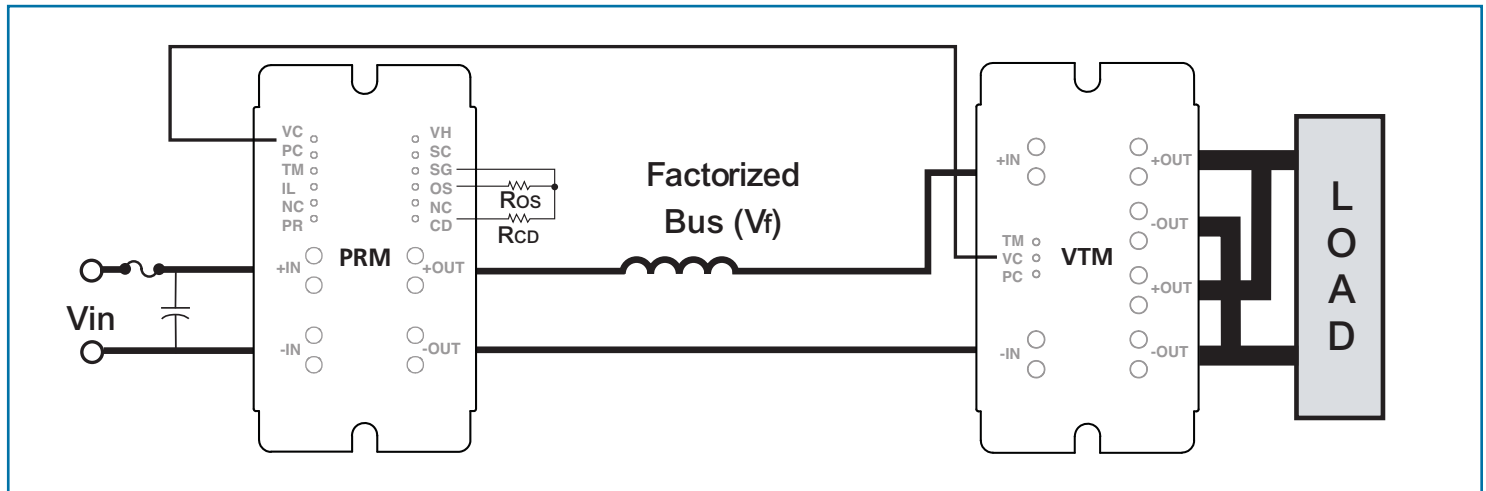 VC
PC
TM
IL
NC
PR
VH
SC
SG
OS
NC
CD
ROS
RCD
+IN
PRM
+OUT
-IN
-OUT
Vin
Factorized
Bus (Vf)
+IN
TM
VC
PC
VTM
-IN
+OUT
-OUT
+OUT
-OUT
L
O
A
D